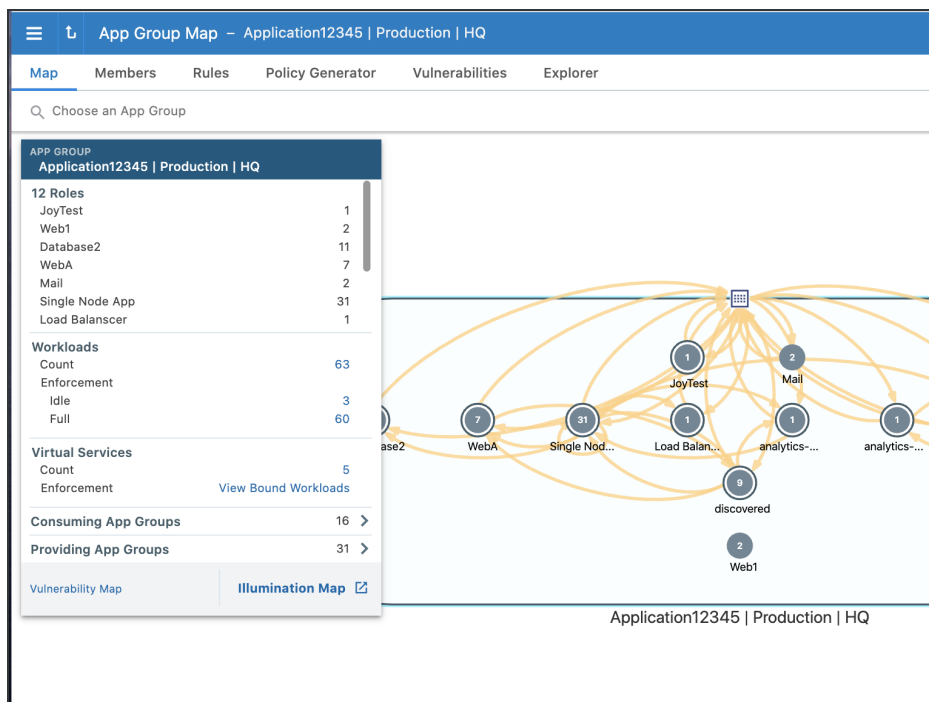 App Group Map – Application12345 | Production | HQ
Map Members Rules Policy Generator Vulnerabilities Explorer
Choose an App Group
APP GROUP
Application12345 | Production | HQ
12 Roles
JoyTest 1
Web1 2
Database2 11
WebA 7
Mail 2
Single Node App 31
Load Balanscer 1
Workloads
Count 63
Enforcement
Idle 3
Full 60
Virtual Services
Count 5
Enforcement View Bound Workloads
Consuming App Groups 16
Providing App Groups 31
Vulnerability Map Illumination Map
1 2
JoyTest Mail
7 31 1 1 1
ase2 WebA Single Nod... Load Balan... analytics-... analytics-...
9
discovered
2
Web1
Application12345 | Production | HQ